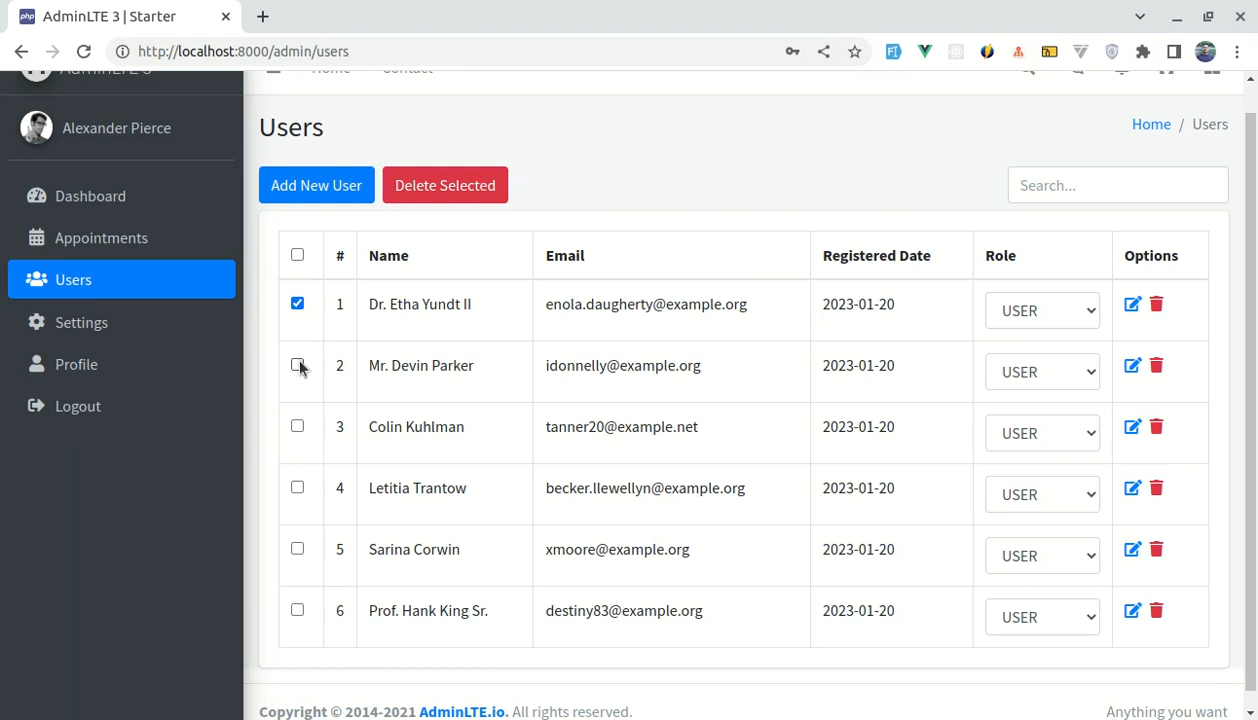 php AdminLTE 3 | Starter
http://localhost:8000/admin/users
AdminLTE 3
Home Contact
Alexander Pierce
Dashboard
Appointments
Users
Settings
Profile
Logout
Users
Home / Users
Add New User Delete Selected Search...
# Name Email Registered Date Role Options
1 Dr. Etha Yundt II enola.daugherty@example.org 2023-01-20 USER
2 Mr. Devin Parker idonnelly@example.org 2023-01-20 USER
3 Colin Kuhlman tanner20@example.net 2023-01-20 USER
4 Letitia Trantow becker.llewellyn@example.org 2023-01-20 USER
5 Sarina Corwin xmoore@example.org 2023-01-20 USER
6 Prof. Hank King Sr. destiny83@example.org 2023-01-20 USER
Copyright © 2014-2021 AdminLTE.io. All rights reserved. Anything you want